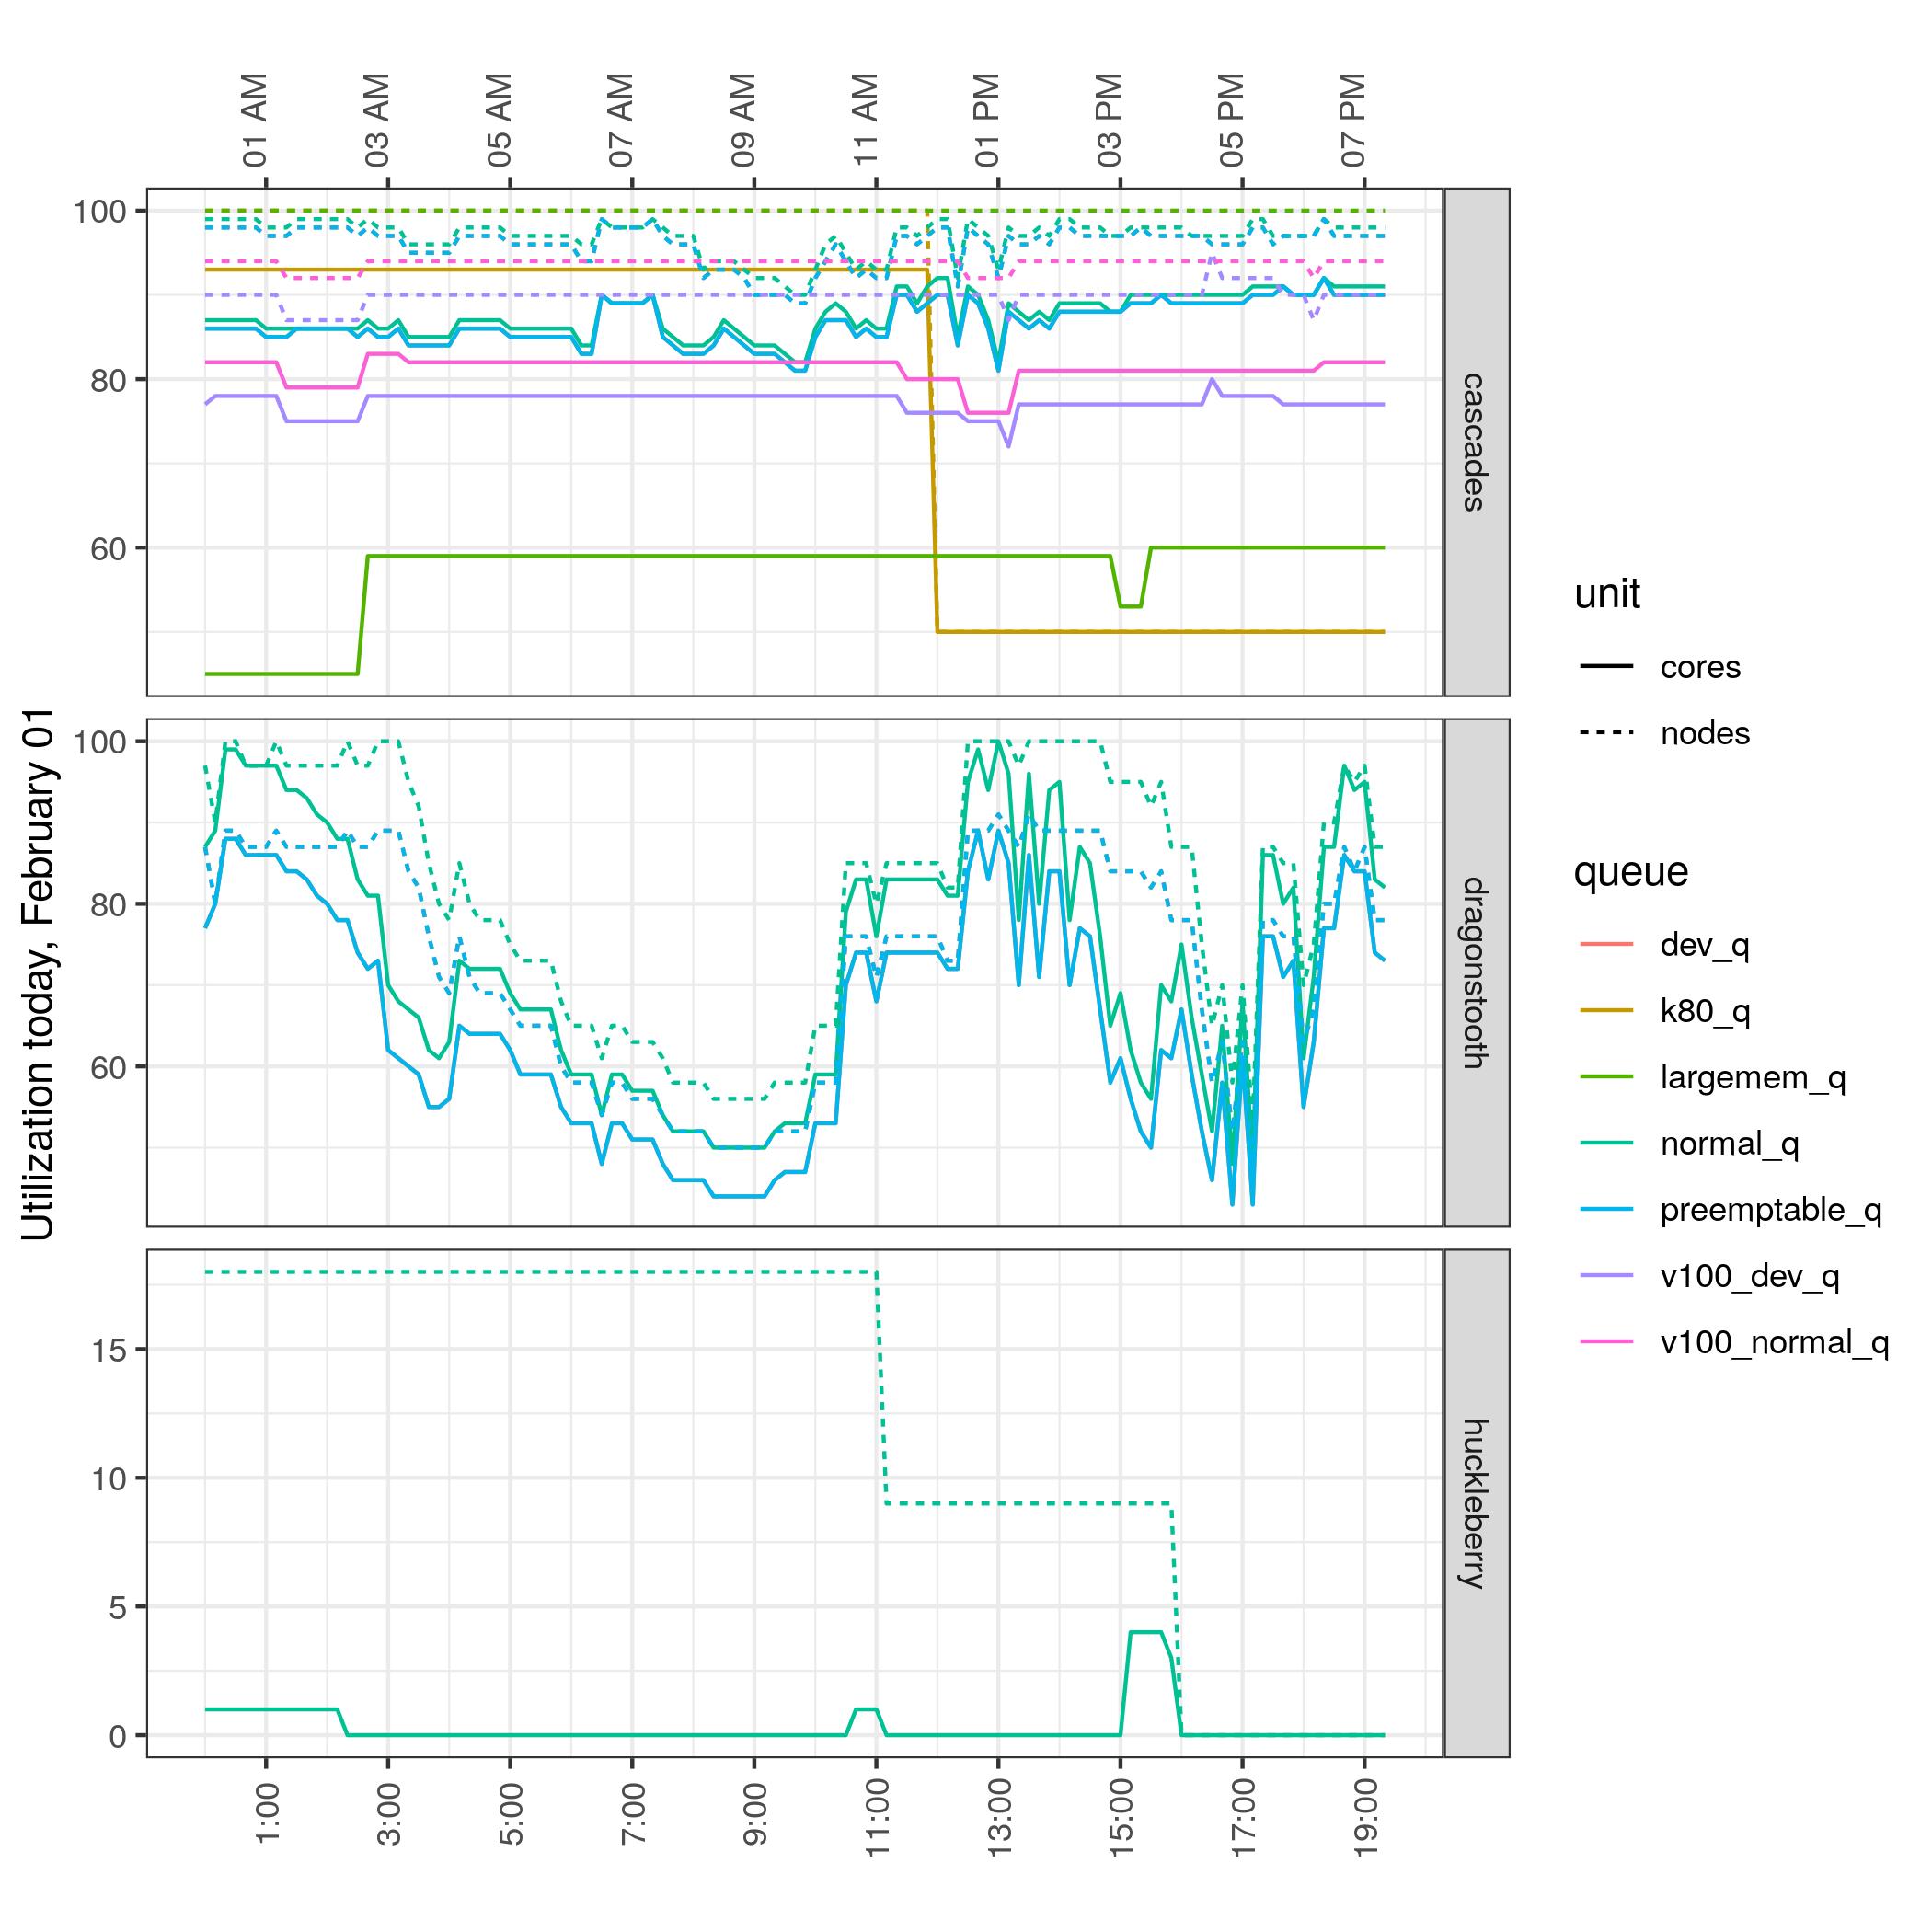 01 AM
03 AM
05 AM
07 AM
09 AM
11 AM
01 PM
03 PM
05 PM
07 PM
Utilization today, February 01
100
80
60
cascades
100
80
60
dragonstooth
15
10
5
0
huckleberry
1:00
3:00
5:00
7:00
9:00
11:00
13:00
15:00
17:00
19:00
unit
cores
nodes
queue
dev_q
k80_q
largemem_q
normal_q
preemptable_q
v100_dev_q
v100_normal_q